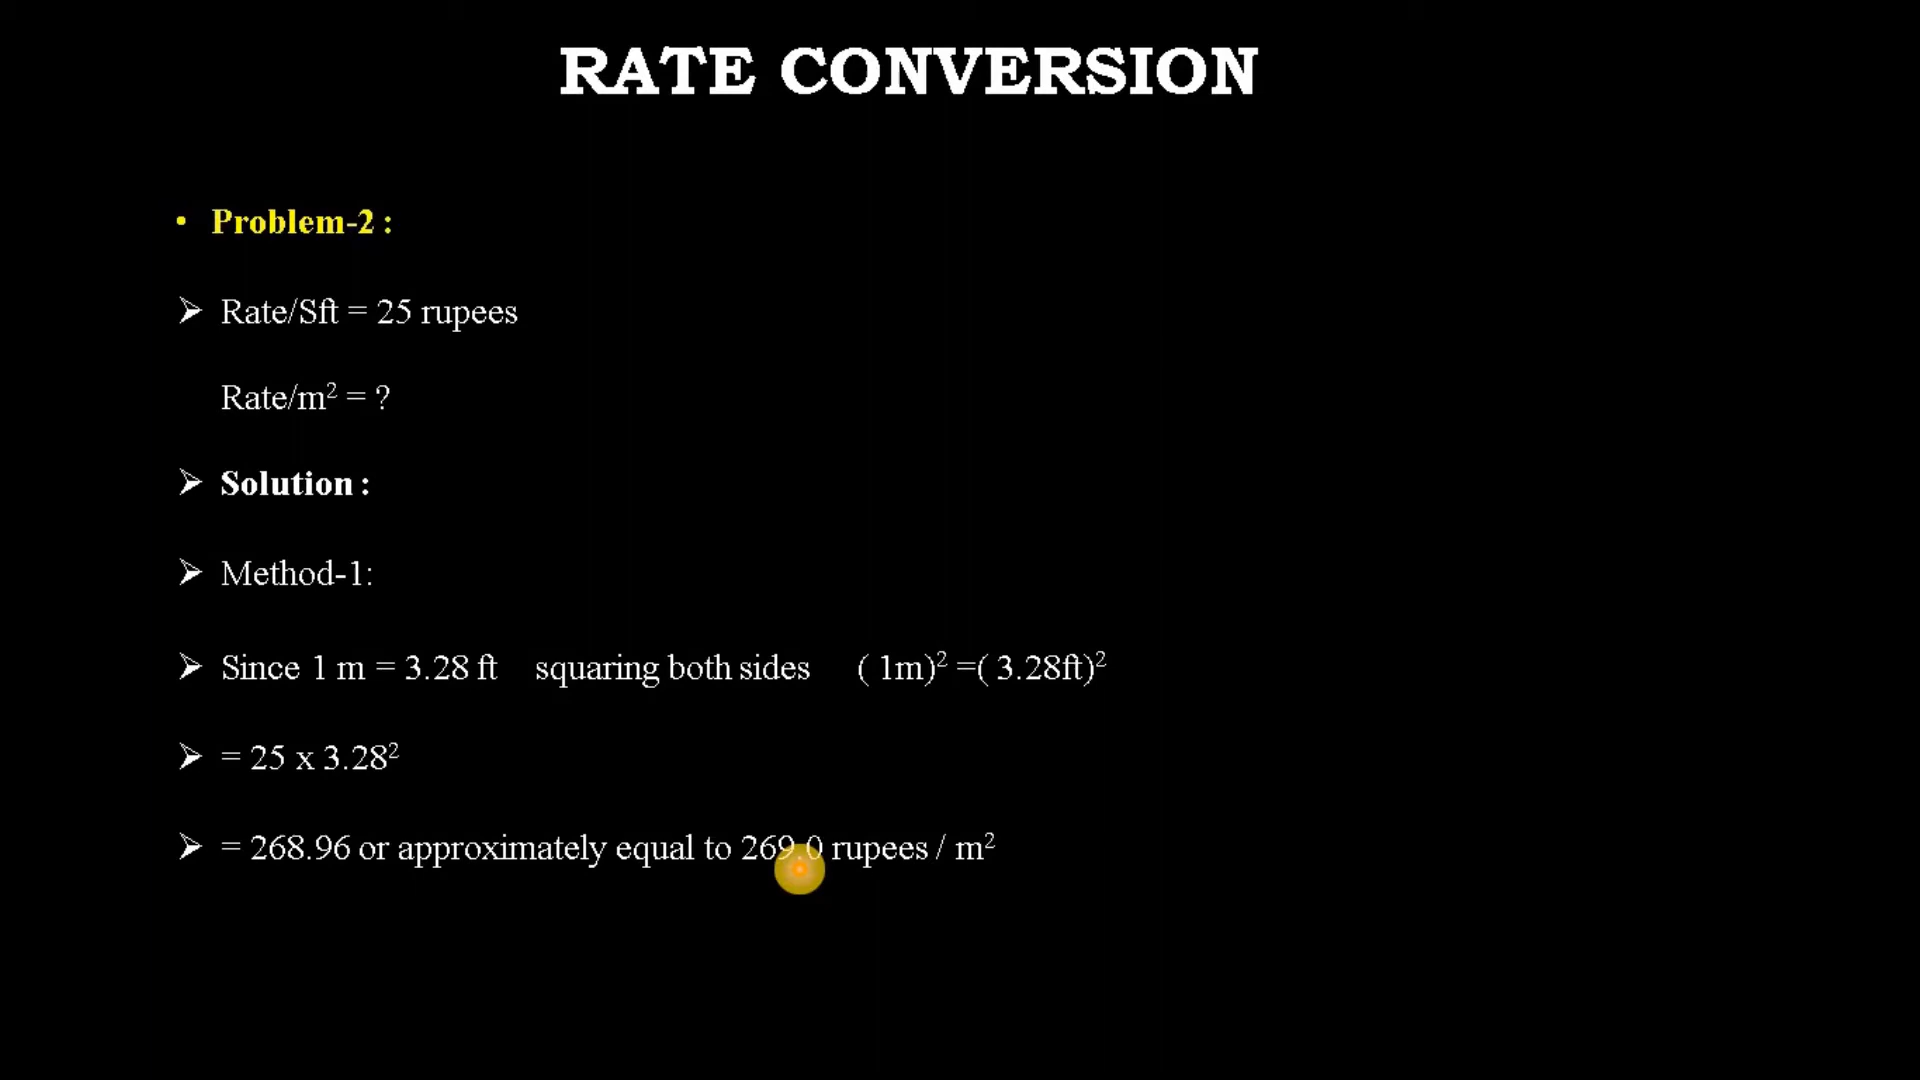 RATE CONVERSION
• Problem-2 :
➢ Rate/Sft = 25 rupees
Rate/m² = ?
➢ Solution :
➢ Method-1:
➢ Since 1 m = 3.28 ft squaring both sides ( 1m)² =( 3.28ft)²
➢ = 25 x 3.28²
➢ = 268.96 or approximately equal to 269.0 rupees / m²